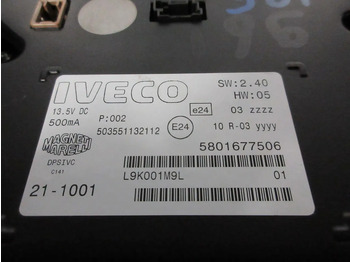 IVECO
SW:2.40
HW:05
13.5V DC
500mA
P:002
503551132112
e24
03 zzzz
E24
10 R-03 yyyy
MAGNETI
MARELLI
DPSIVC
C141
5801677506
21-1001
L9K001M9L
01